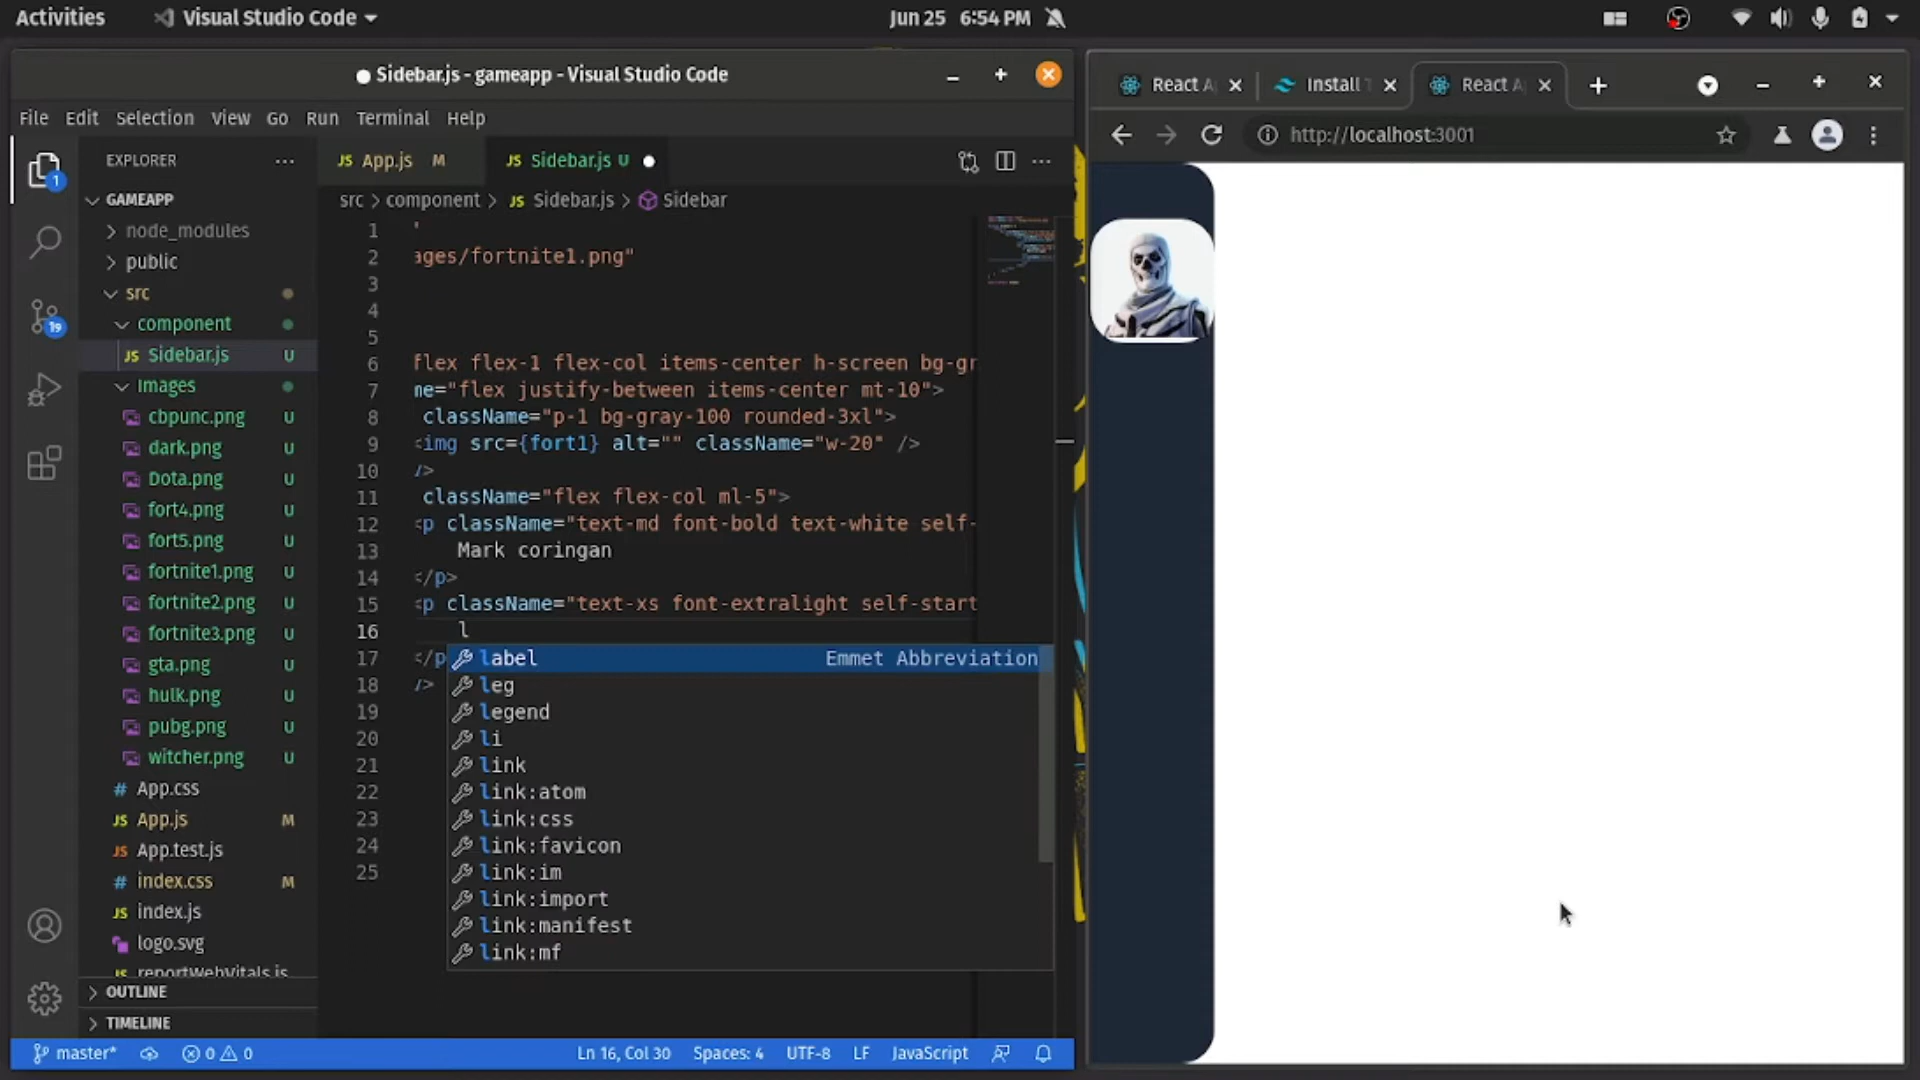 Activities
Visual Studio Code
Jun 25 6:54 PM
Sidebar.js - gameapp - Visual Studio Code
File Edit Selection View Go Run Terminal Help
EXPLORER
GAMEAPP
node_modules
public
src
component
Sidebar.js U
Images
cbpunc.png U
dark.png U
Dota.png U
fort4.png U
fort5.png U
fortnite1.png U
fortnite2.png U
fortnite3.png U
gta.png U
hulk.png U
pubg.png U
witcher.png U
App.css
App.js M
App.test.js
index.css M
index.js
logo.svg
reportWebVitals.js
OUTLINE
TIMELINE
1
19
JS App.js M
JS Sidebar.js U
src > component > JS Sidebar.js > Sidebar
1 '
2 ages/fortnite1.png"
3
4
5
6 flex flex-1 flex-col items-center h-screen bg-gr
7 me="flex justify-between items-center mt-10">
8 className="p-1 bg-gray-100 rounded-3xl">
9 <img src={fort1} alt="" className="w-20" />
10 />
11 className="flex flex-col ml-5">
12 <p className="text-md font-bold text-white self-
13 Mark coringan
14 </p>
15 <p className="text-xs font-extralight self-start
16 l
17 </p
18 />
19
20
21
22
23
24
25
label Emmet Abbreviation
leg
legend
li
link
link:atom
link:css
link:favicon
link:im
link:import
link:manifest
link:mf
master* 0 0
Ln 16, Col 30 Spaces: 4 UTF-8 LF JavaScript
React A
Install T
React A
http://localhost:3001